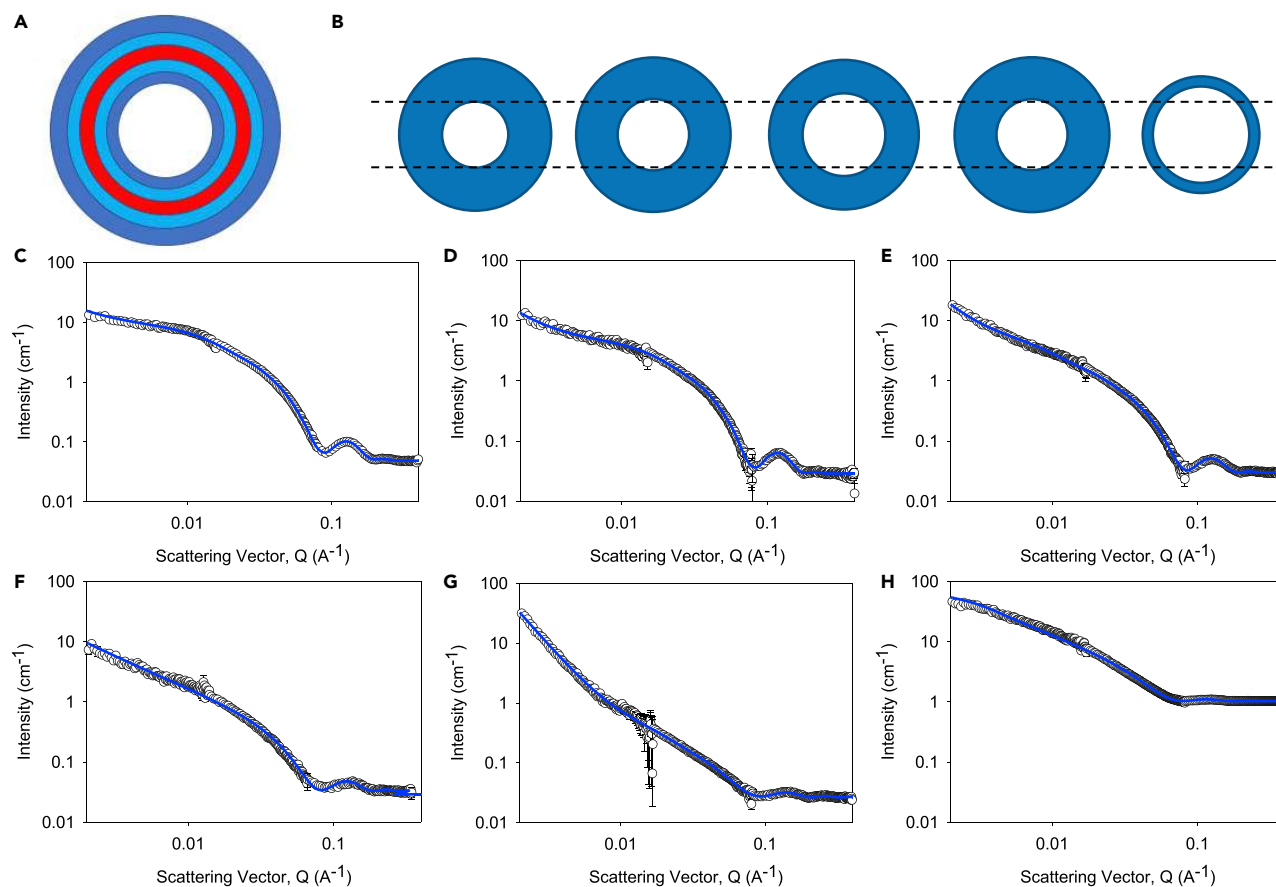 A
B
C
100
10
1
0.1
0.01
Intensity (cm⁻¹)
0.01
0.1
Scattering Vector, Q (A⁻¹)
D
100
10
1
0.1
0.01
Intensity (cm⁻¹)
0.01
0.1
Scattering Vector, Q (A⁻¹)
E
100
10
1
0.1
0.01
Intensity (cm⁻¹)
0.01
0.1
Scattering Vector, Q (A⁻¹)
F
100
10
1
0.1
0.01
Intensity (cm⁻¹)
0.01
0.1
Scattering Vector, Q (A⁻¹)
G
100
10
1
0.1
0.01
Intensity (cm⁻¹)
0.01
0.1
Scattering Vector, Q (A⁻¹)
H
100
10
1
0.1
0.01
Intensity (cm⁻¹)
0.01
0.1
Scattering Vector, Q (A⁻¹)